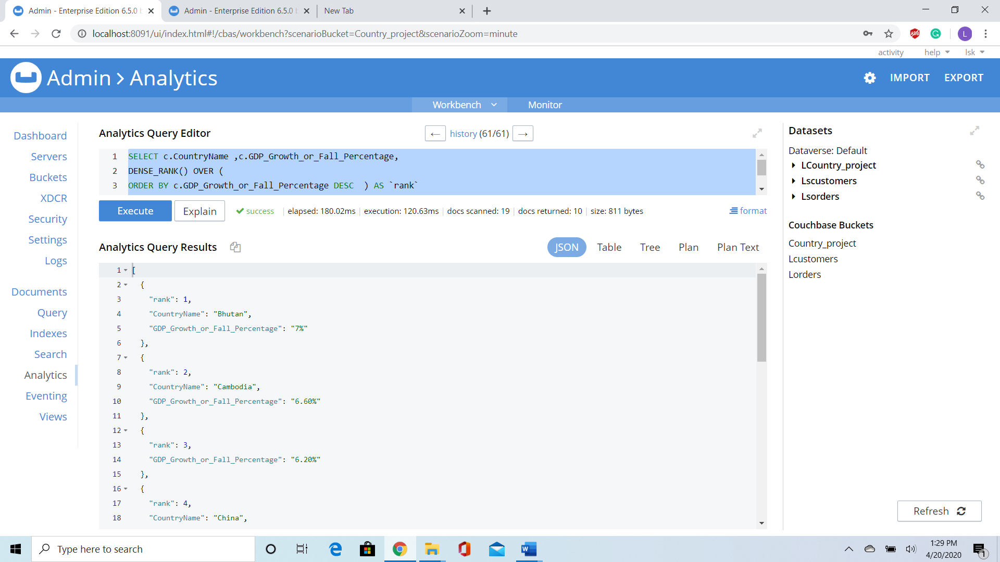 Admin - Enterprise Edition 6.5.0
Admin - Enterprise Edition 6.5.0
New Tab
localhost:8091/ui/index.html#!/cbas/workbench?scenarioBucket=Country_project&scenarioZoom=minute
L
activity
help
lsk
Admin > Analytics
IMPORT
EXPORT
Workbench
Monitor
Dashboard
Servers
Buckets
XDCR
Security
Settings
Logs
Documents
Query
Indexes
Search
Analytics
Eventing
Views
Analytics Query Editor
← history (61/61) →
1 SELECT c.CountryName ,c.GDP_Growth_or_Fall_Percentage,
2 DENSE_RANK() OVER (
3 ORDER BY c.GDP_Growth_or_Fall_Percentage DESC  ) AS `rank`
Execute
Explain
success | elapsed: 180.02ms | execution: 120.63ms | docs scanned: 19 | docs returned: 10 | size: 811 bytes
format
Analytics Query Results
JSON
Table
Tree
Plan
Plan Text
1 [
2 {
3 "rank": 1,
4 "CountryName": "Bhutan",
5 "GDP_Growth_or_Fall_Percentage": "7%"
6 },
7 {
8 "rank": 2,
9 "CountryName": "Cambodia",
10 "GDP_Growth_or_Fall_Percentage": "6.60%"
11 },
12 {
13 "rank": 3,
14 "GDP_Growth_or_Fall_Percentage": "6.20%"
15 },
16 {
17 "rank": 4,
18 "CountryName": "China",
Datasets
Dataverse: Default
LCountry_project
Lscustomers
Lsorders
Couchbase Buckets
Country_project
Lcustomers
Lorders
Refresh
Type here to search
1:29 PM
4/20/2020
1